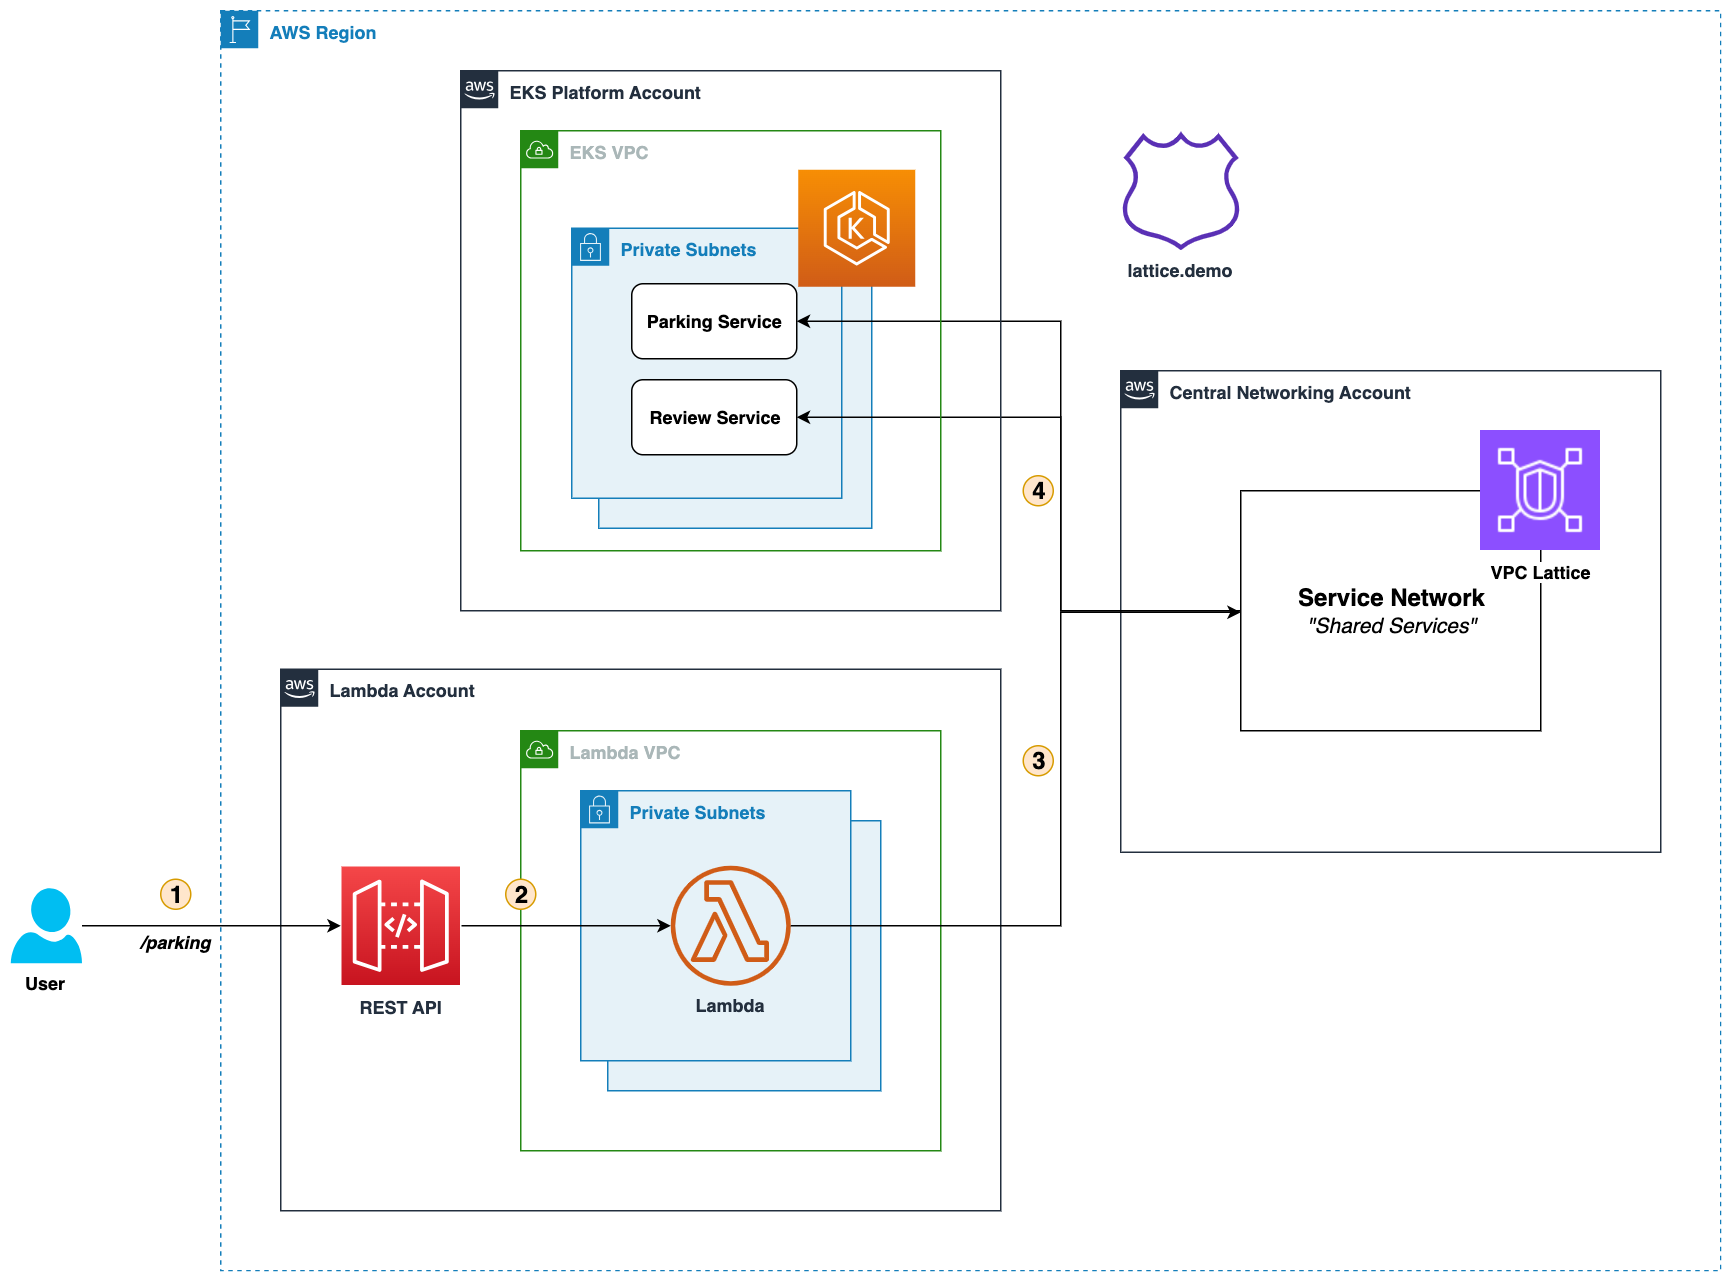 AWS Region
aws
EKS Platform Account
EKS VPC
K
Private Subnets
Parking Service
Review Service
lattice.demo
aws
Central Networking Account
4
VPC Lattice
Service Network
"Shared Services"
aws
Lambda Account
Lambda VPC
3
Private Subnets
1
2
/parking
</>
User
REST API
Lambda